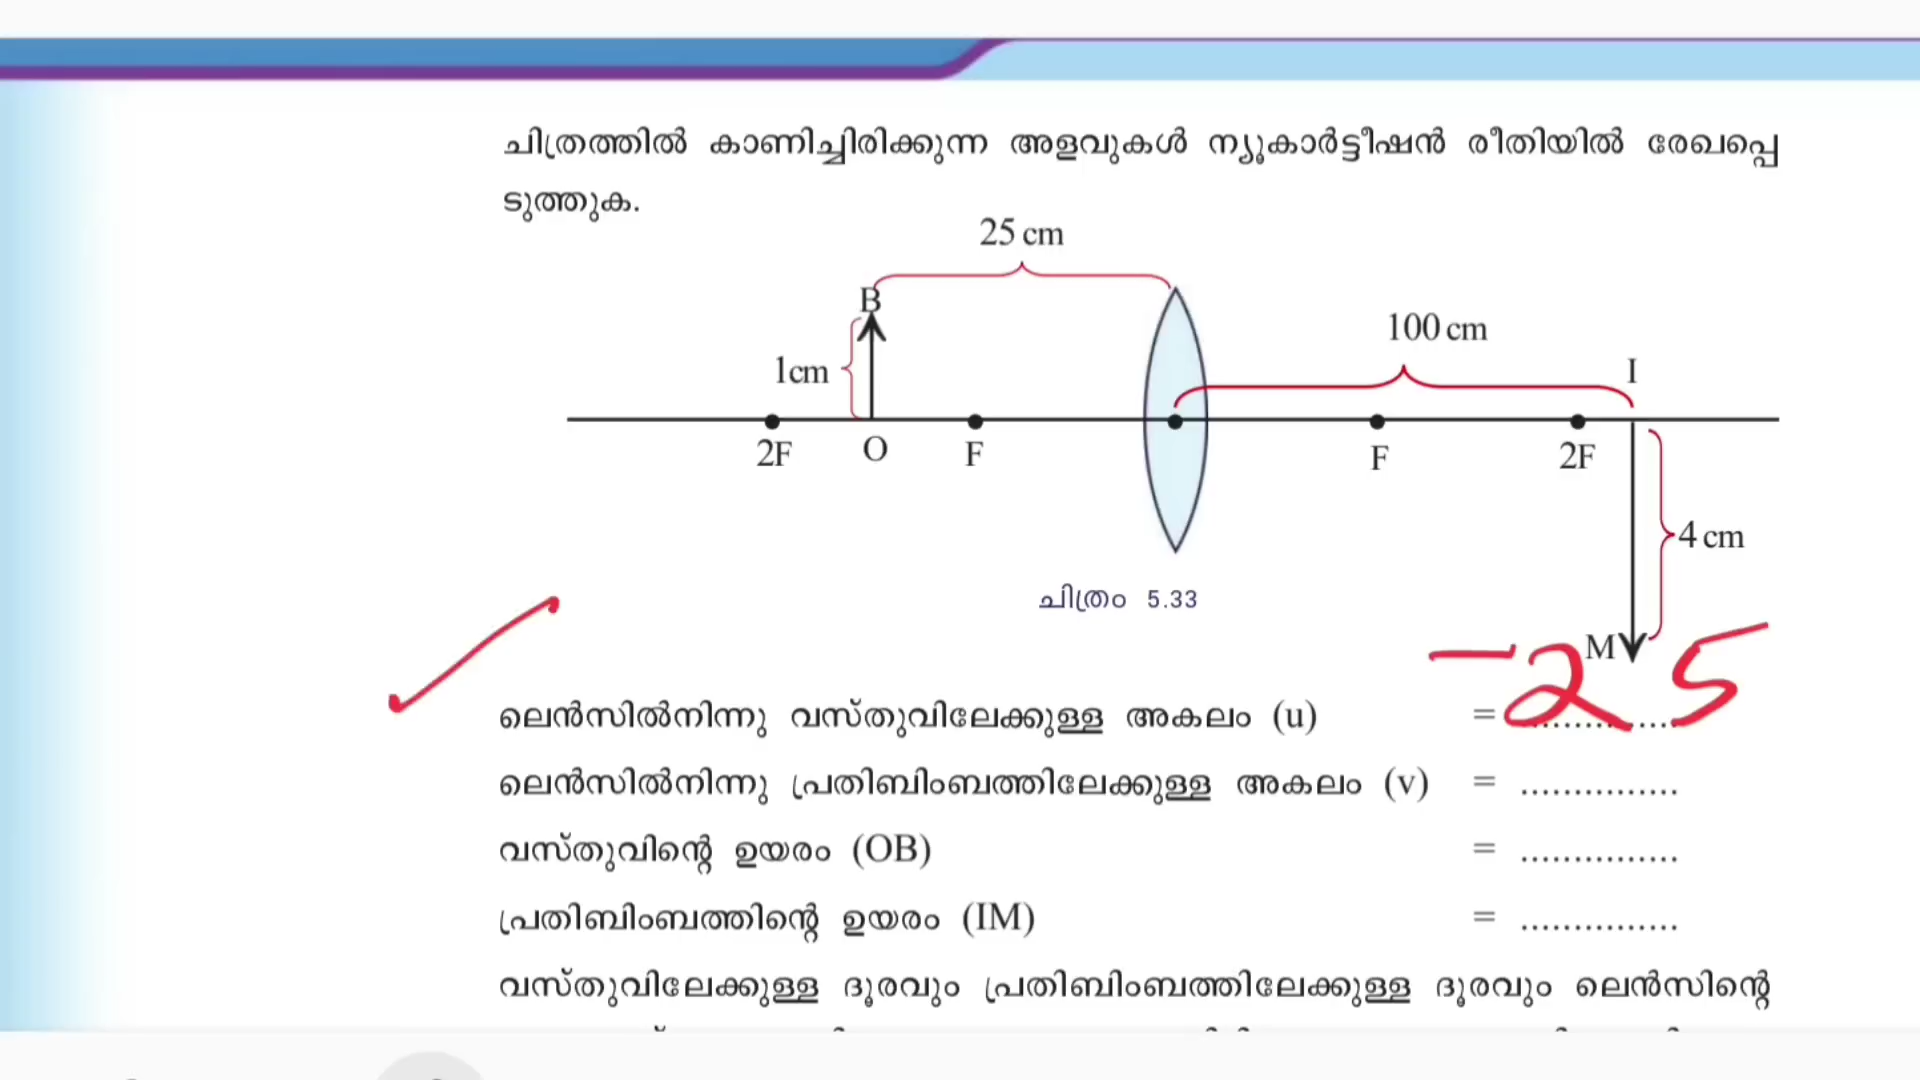 ചിത്രത്തിൽ കാണിച്ചിരിക്കുന്ന അളവുകൾ ന്യൂകാർട്ടീഷൻ രീതിയിൽ രേഖപ്പെ
ടുത്തുക.
25 cm
B
100 cm
1cm
I
2F O F F 2F
4 cm
ചിത്രം 5.33
M
ലെൻസിൽനിന്നു വസ്തുവിലേക്കുള്ള അകലം (u) = -25
ലെൻസിൽനിന്നു പ്രതിബിംബത്തിലേക്കുള്ള അകലം (v) = ...............
വസ്തുവിന്റെ ഉയരം (OB) = ...............
പ്രതിബിംബത്തിന്റെ ഉയരം (IM) = ...............
വസ്തുവിലേക്കുള്ള ദൂരവും പ്രതിബിംബത്തിലേക്കുള്ള ദൂരവും ലെൻസിന്റെ